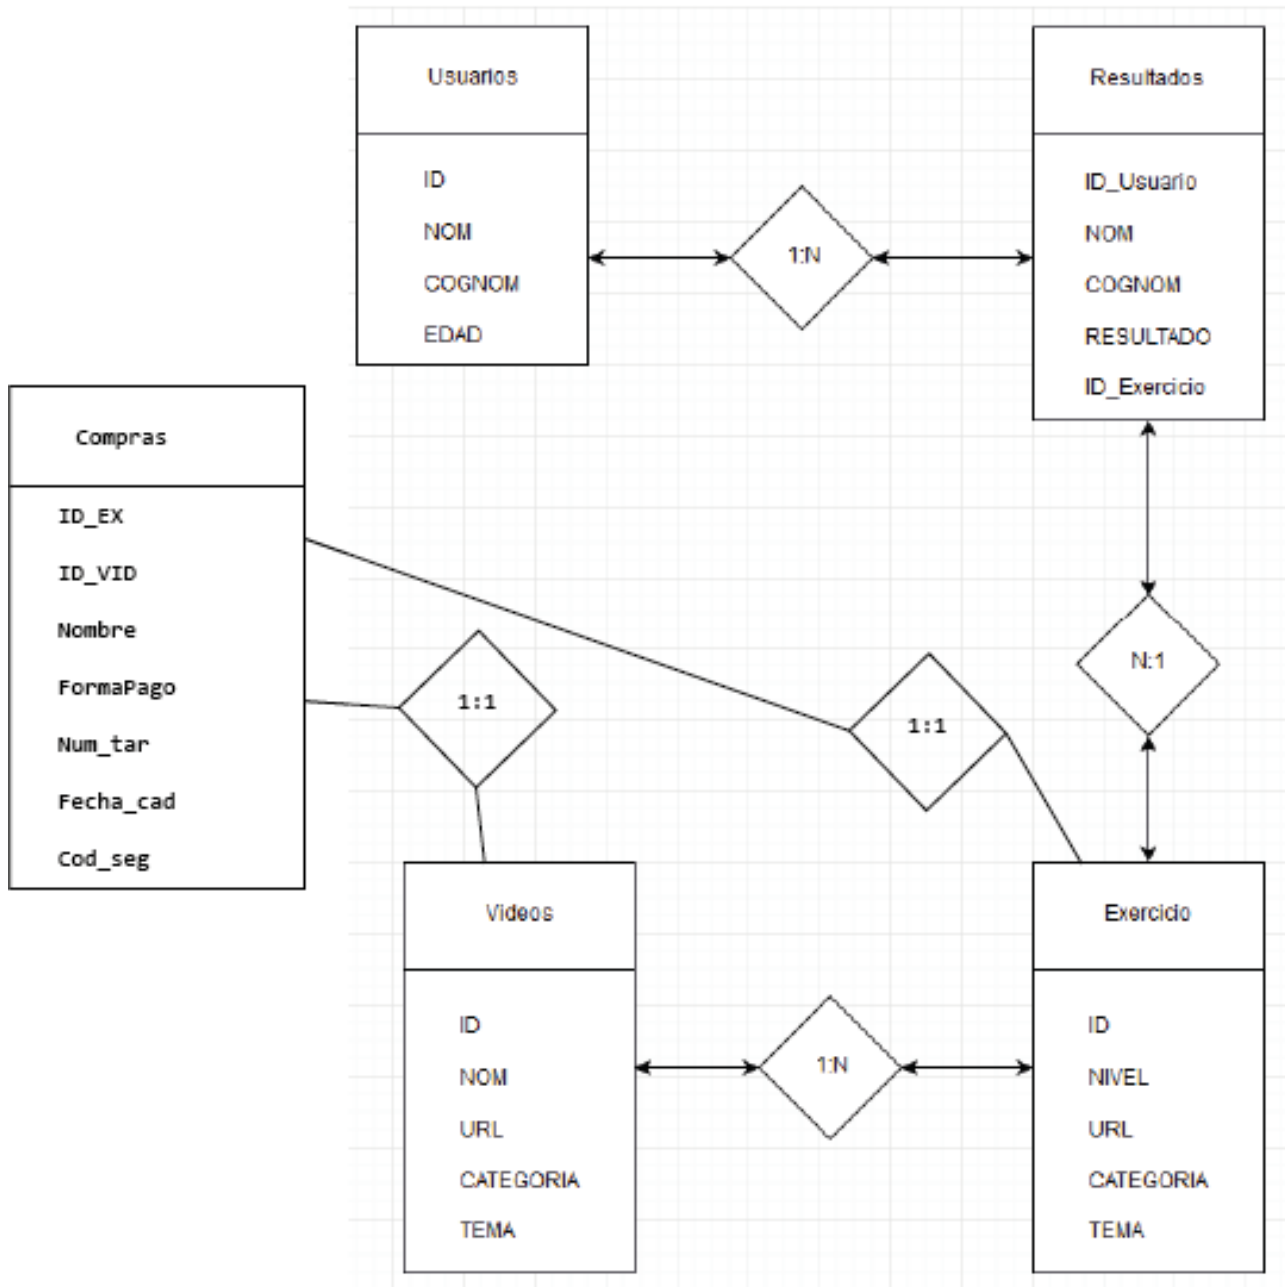 Usuarios
ID
NOM
COGNOM
EDAD
1:N
Resultados
ID_Usuario
NOM
COGNOM
RESULTADO
ID_Exercicio
Compras
ID_EX
ID_VID
Nombre
FormaPago
Num_tar
Fecha_cad
Cod_seg
1:1
1:1
N:1
Videos
ID
NOM
URL
CATEGORIA
TEMA
1:N
Exercicio
ID
NIVEL
URL
CATEGORIA
TEMA